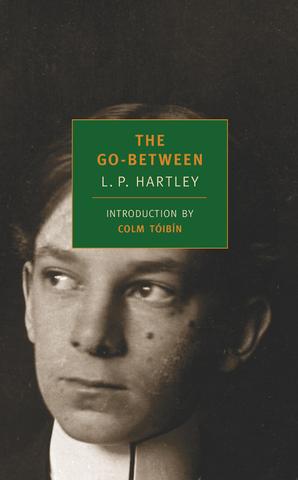 THE
GO-BETWEEN
L. P. HARTLEY
INTRODUCTION BY
COLM TÓIBÍN